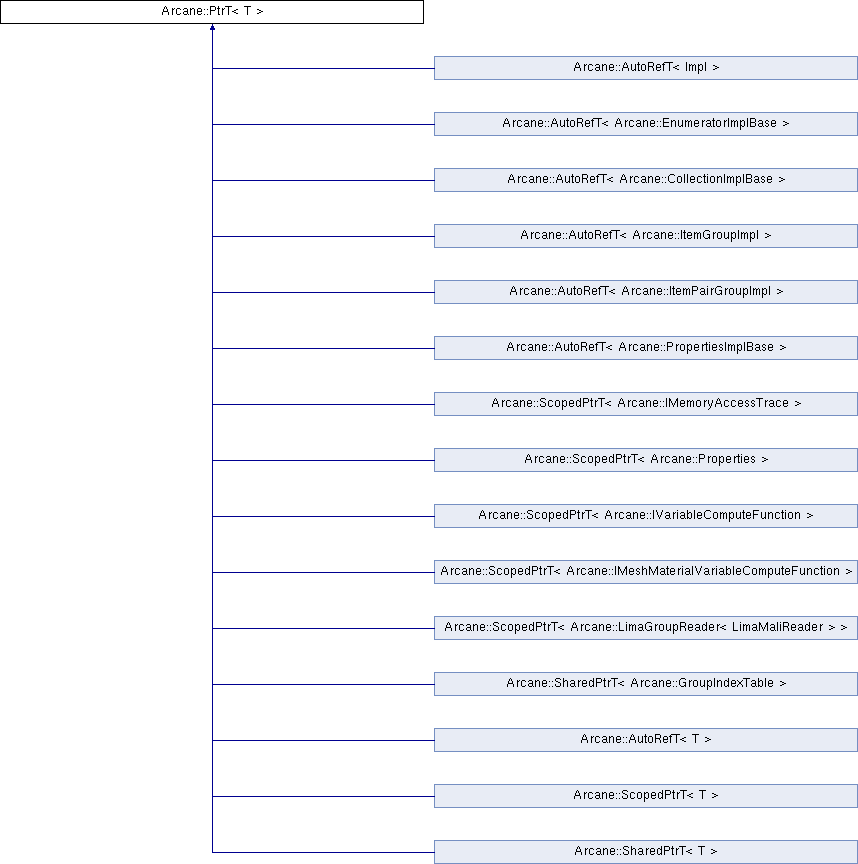 Arcane::PtrT< T >
Arcane::AutoRefT< Impl >
Arcane::AutoRefT< Arcane::EnumeratorImplBase >
Arcane::AutoRefT< Arcane::CollectionImplBase >
Arcane::AutoRefT< Arcane::ItemGroupImpl >
Arcane::AutoRefT< Arcane::ItemPairGroupImpl >
Arcane::AutoRefT< Arcane::PropertiesImplBase >
Arcane::ScopedPtrT< Arcane::IMemoryAccessTrace >
Arcane::ScopedPtrT< Arcane::Properties >
Arcane::ScopedPtrT< Arcane::IVariableComputeFunction >
Arcane::ScopedPtrT< Arcane::IMeshMaterialVariableComputeFunction >
Arcane::ScopedPtrT< Arcane::LimaGroupReader< LimaMaliReader > >
Arcane::SharedPtrT< Arcane::GroupIndexTable >
Arcane::AutoRefT< T >
Arcane::ScopedPtrT< T >
Arcane::SharedPtrT< T >